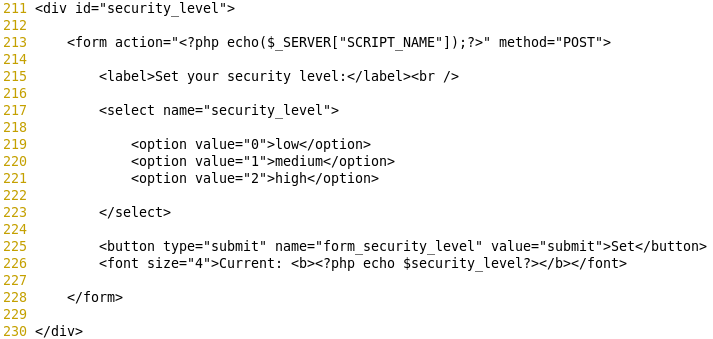 211 <div id="security_level">
212
213     <form action="<?php echo($_SERVER["SCRIPT_NAME"]);?>" method="POST">
214
215         <label>Set your security level:</label><br />
216
217         <select name="security_level">
218
219             <option value="0">low</option>
220             <option value="1">medium</option>
221             <option value="2">high</option>
222
223         </select>
224
225         <button type="submit" name="form_security_level" value="submit">Set</button>
226         <font size="4">Current: <b><?php echo $security_level?></b></font>
227
228     </form>
229
230 </div>